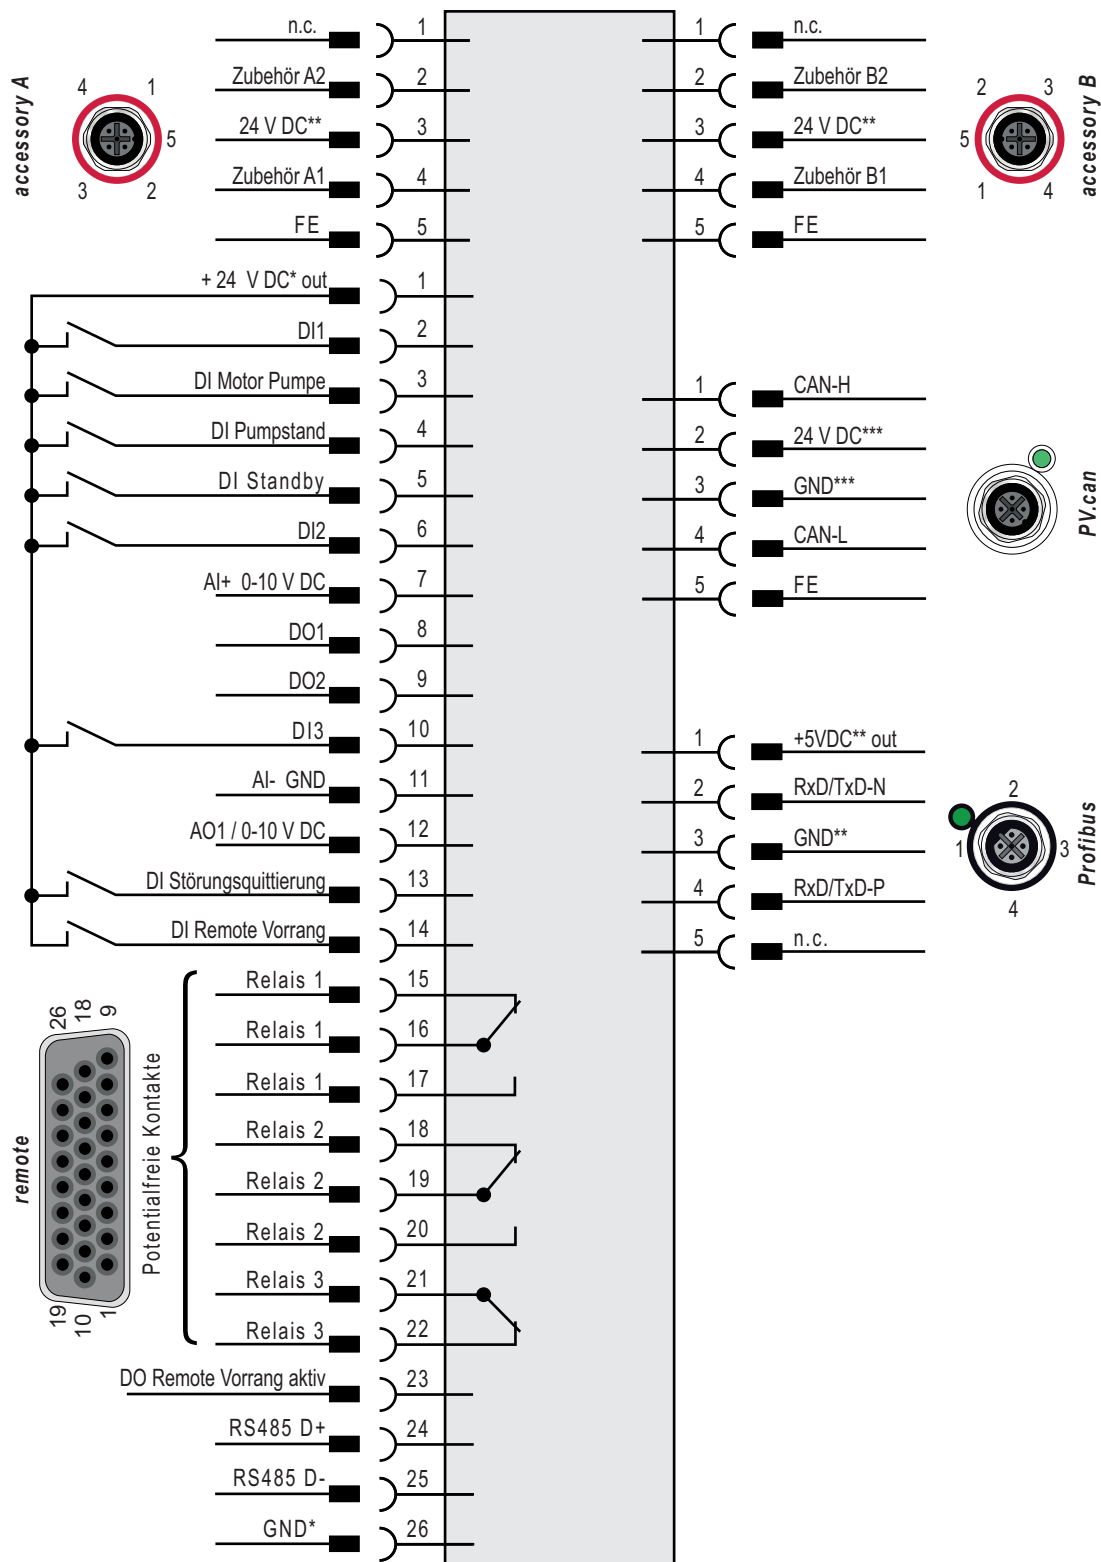 n.c. 1
Zubehör A2 2
24 V DC** 3
Zubehör A1 4
FE 5
accessory A
4 1
5
3 2
1 n.c.
2 Zubehör B2
3 24 V DC**
4 Zubehör B1
5 FE
accessory B
2 3
5
1 4
+ 24 V DC* out 1
DI1 2
DI Motor Pumpe 3
DI Pumpstand 4
DI Standby 5
DI2 6
AI+ 0-10 V DC 7
DO1 8
DO2 9
DI3 10
AI- GND 11
AO1 / 0-10 V DC 12
DI Störungsquittierung 13
DI Remote Vorrang 14
Relais 1 15
Relais 1 16
Relais 1 17
Relais 2 18
Relais 2 19
Relais 2 20
Relais 3 21
Relais 3 22
DO Remote Vorrang aktiv 23
RS485 D+ 24
RS485 D- 25
GND* 26
remote
26 18 9
19 10 1
Potentialfreie Kontakte
1 CAN-H
2 24 V DC***
3 GND***
4 CAN-L
5 FE
PV.can
1 +5VDC** out
2 RxD/TxD-N
3 GND**
4 RxD/TxD-P
5 n.c.
2
1 3
4
Profibus